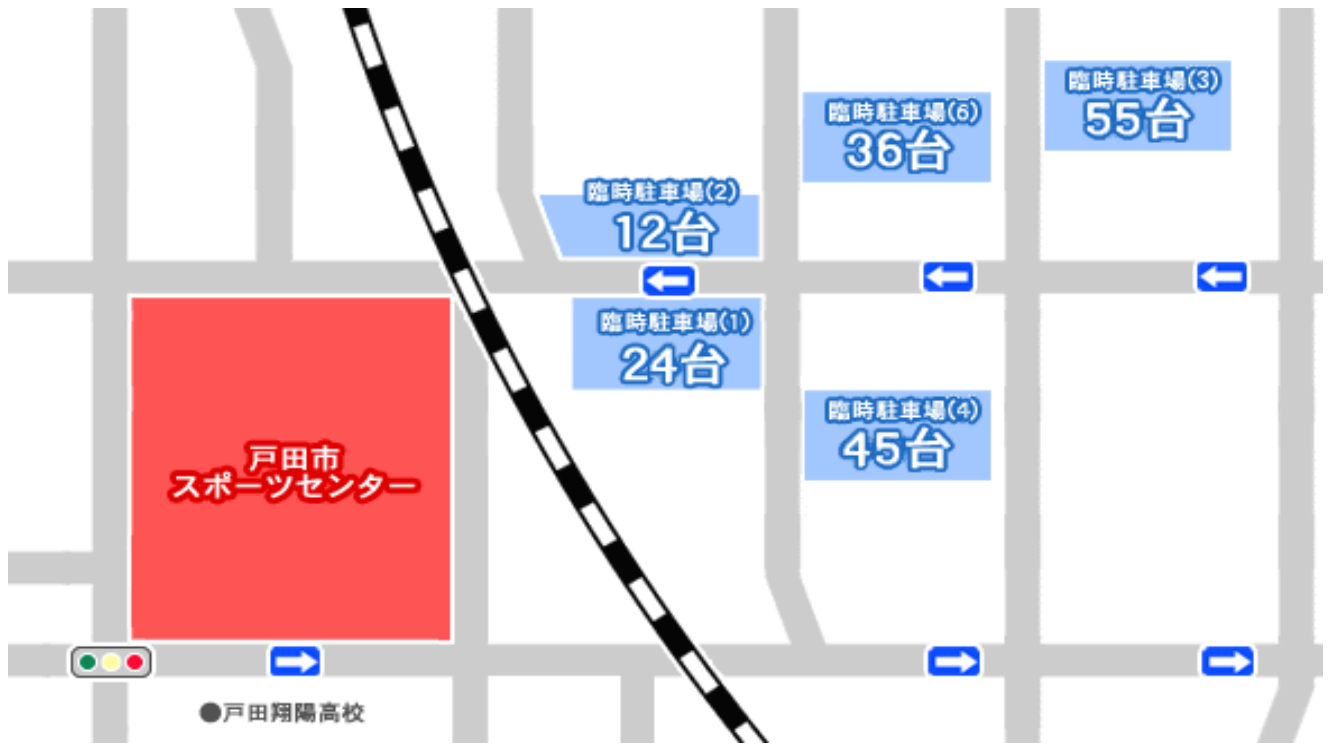 臨時駐車場(3)
55台
臨時駐車場(6)
36台
臨時駐車場(2)
12台
臨時駐車場(1)
24台
臨時駐車場(4)
45台
戸田市
スポーツセンター
●戸田翔陽高校